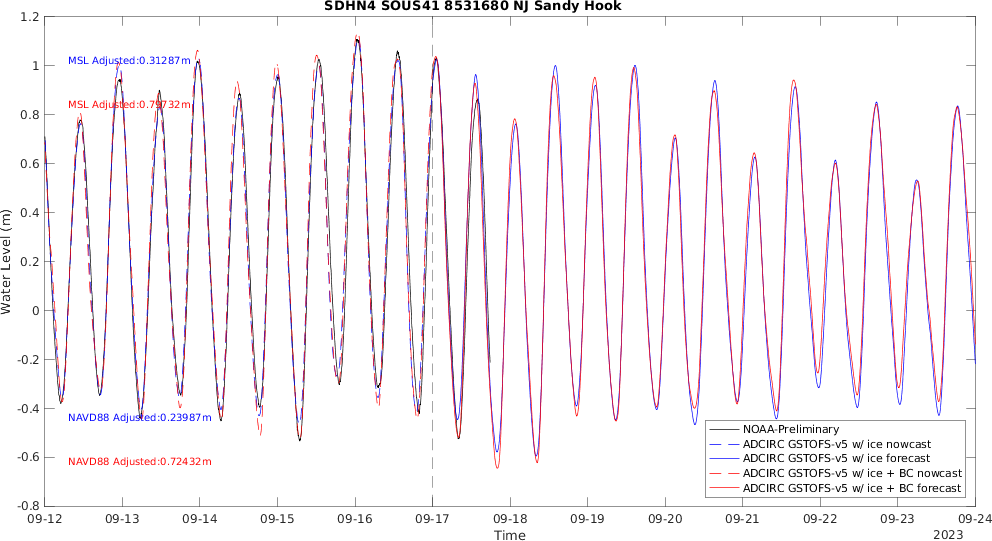 SDHN4 SOUS41 8531680 NJ Sandy Hook
1.2
1
0.8
0.6
0.4
0.2
0
-0.2
-0.4
-0.6
-0.8
Water Level (m)
MSL Adjusted:0.31287m
MSL Adjusted:0.79732m
NAVD88 Adjusted:0.23987m
NAVD88 Adjusted:0.72432m
NOAA-Preliminary
ADCIRC GSTOFS-v5 w/ ice nowcast
ADCIRC GSTOFS-v5 w/ ice forecast
ADCIRC GSTOFS-v5 w/ ice + BC nowcast
ADCIRC GSTOFS-v5 w/ ice + BC forecast
09-12 09-13 09-14 09-15 09-16 09-17 09-18 09-19 09-20 09-21 09-22 09-23 09-24
Time
2023